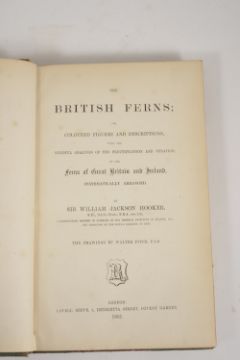 THE
BRITISH FERNS;
OR,
COLOURED FIGURES AND DESCRIPTIONS,
WITH THE
NEEDFUL ANALYSES OF THE FRUCTIFICATION AND VENATION,
OF THE
Ferns of Great Britain and Ireland,
SYSTEMATICALLY ARRANGED
BY
SIR WILLIAM JACKSON HOOKER,
THE DRAWINGS BY WALTER FITCH,
LONDON:
LOVELL REEVE, 5, HENRIETTA STREET, COVENT GARDEN.
1861.